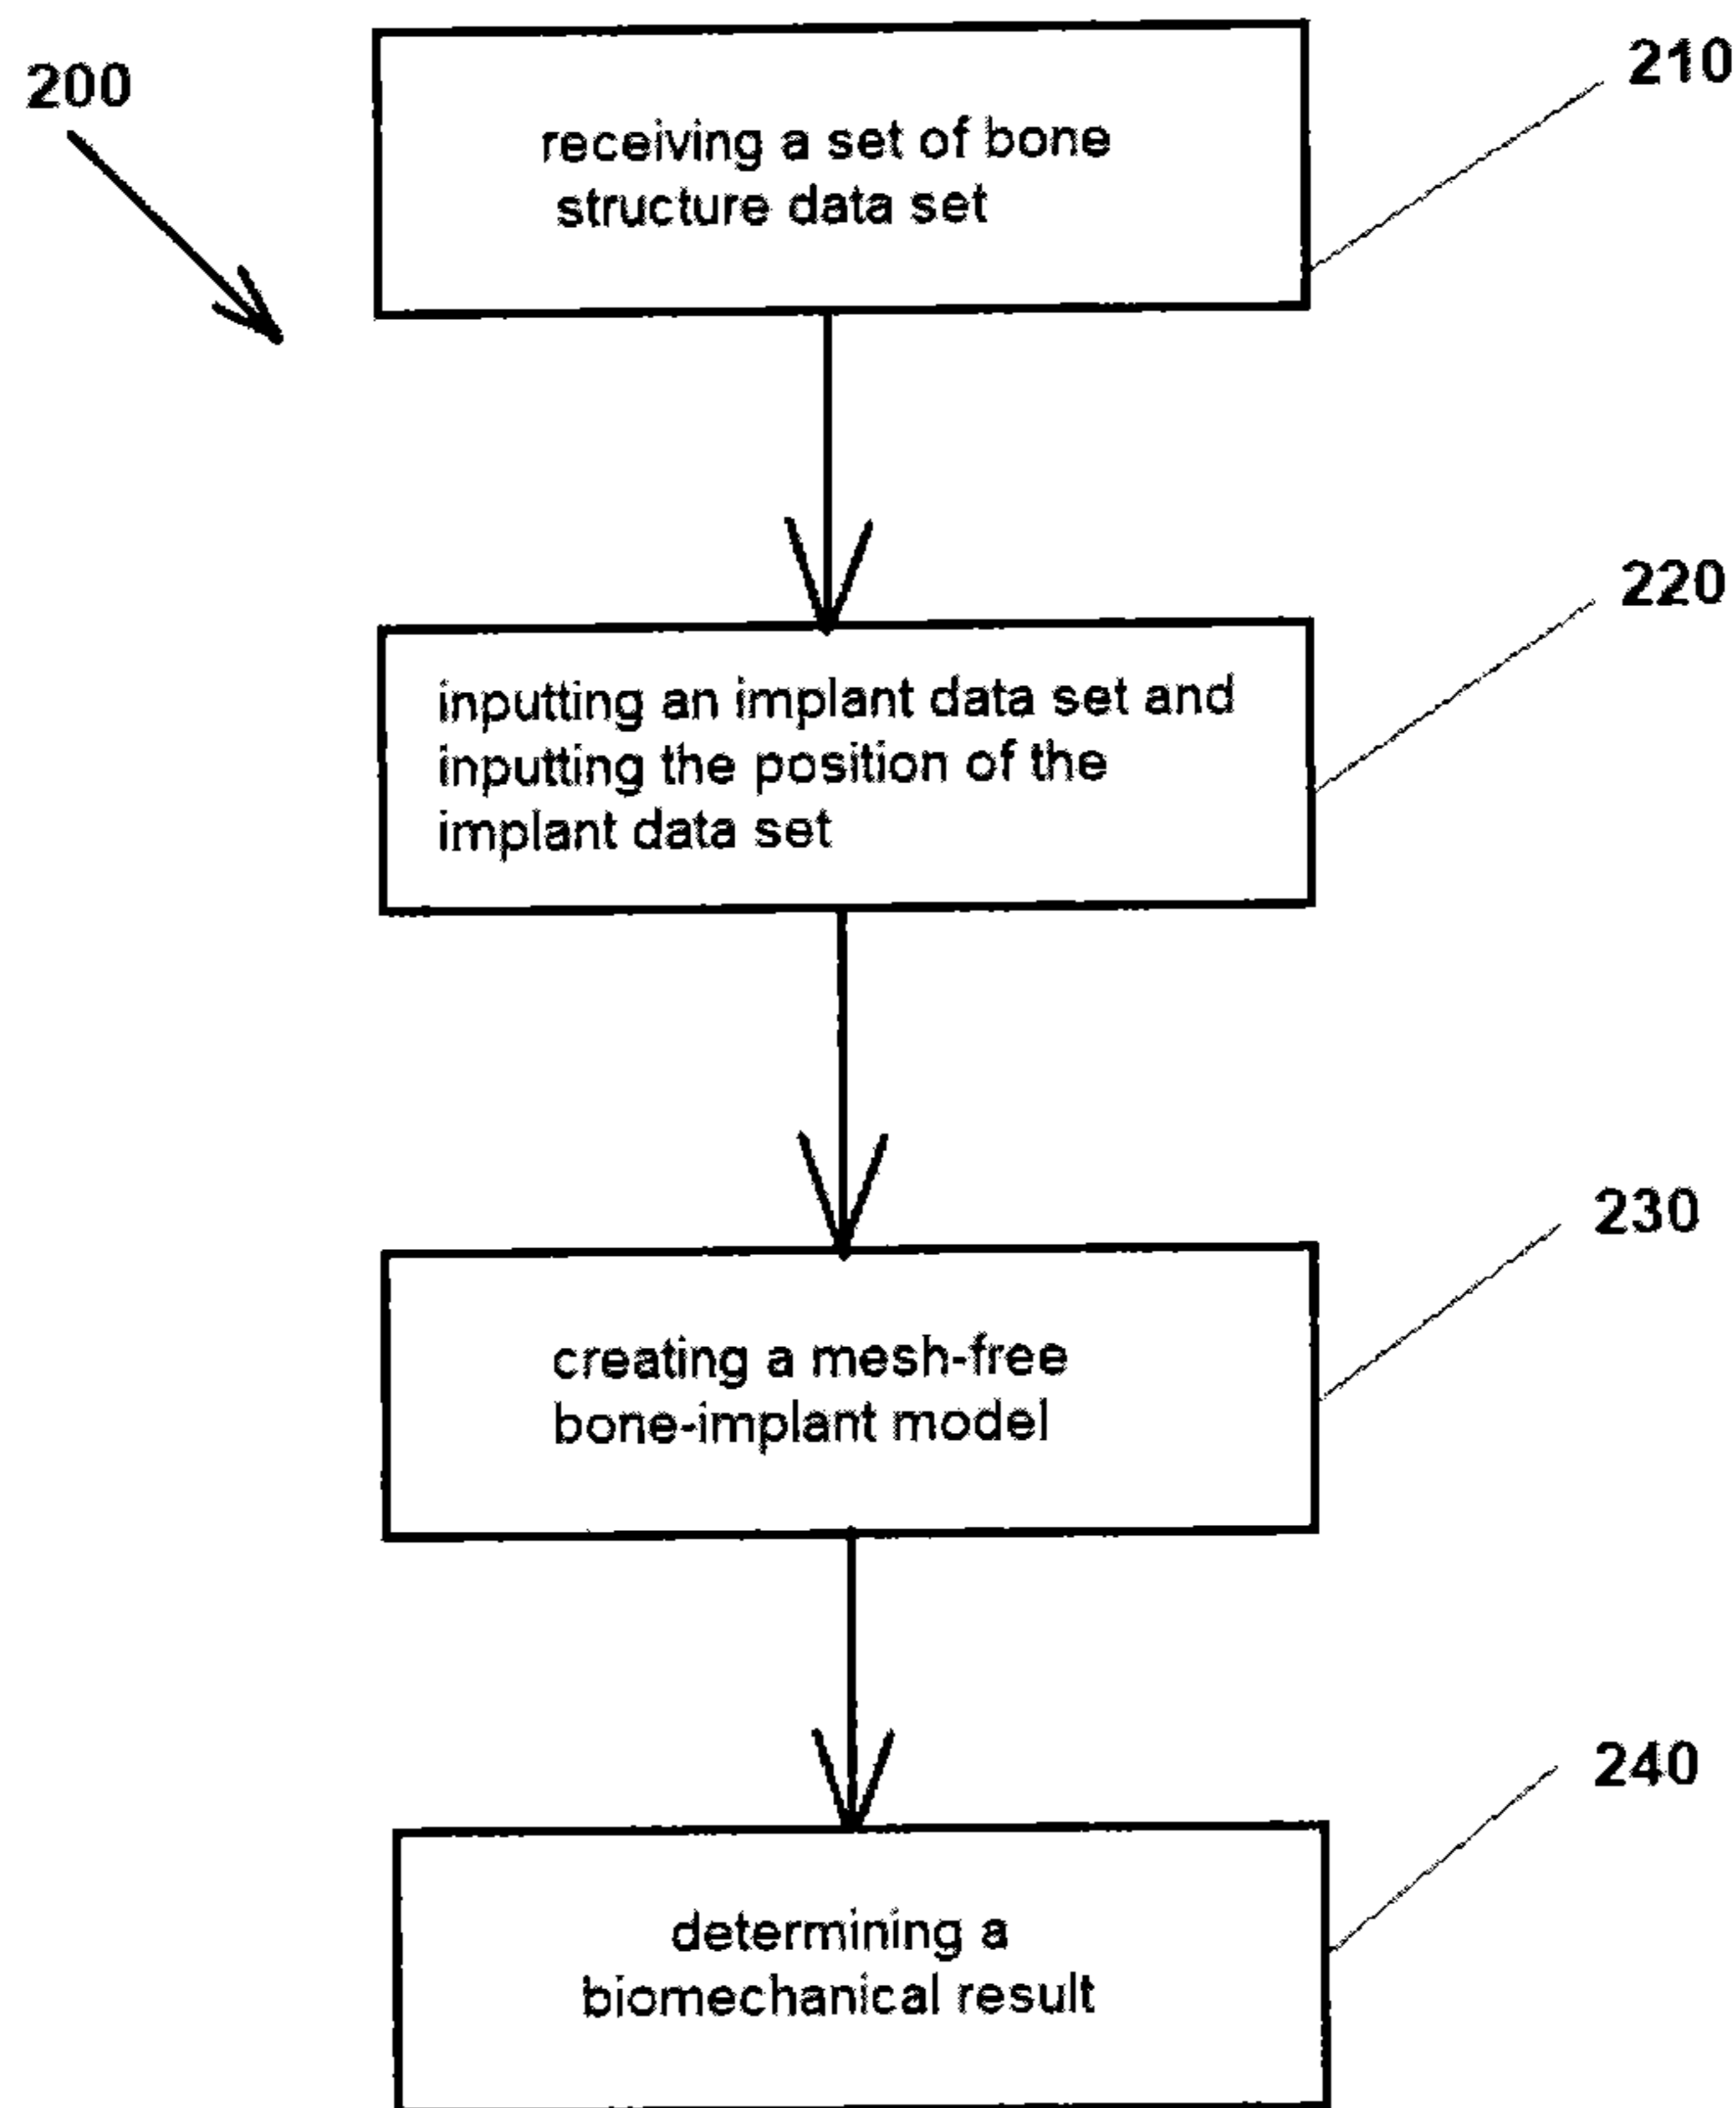 200
210
receiving a set of bone
structure data set
220
inputting an implant data set and
inputting the position of the
implant data set
230
creating a mesh-free
bone-implant model
240
determining a
biomechanical result